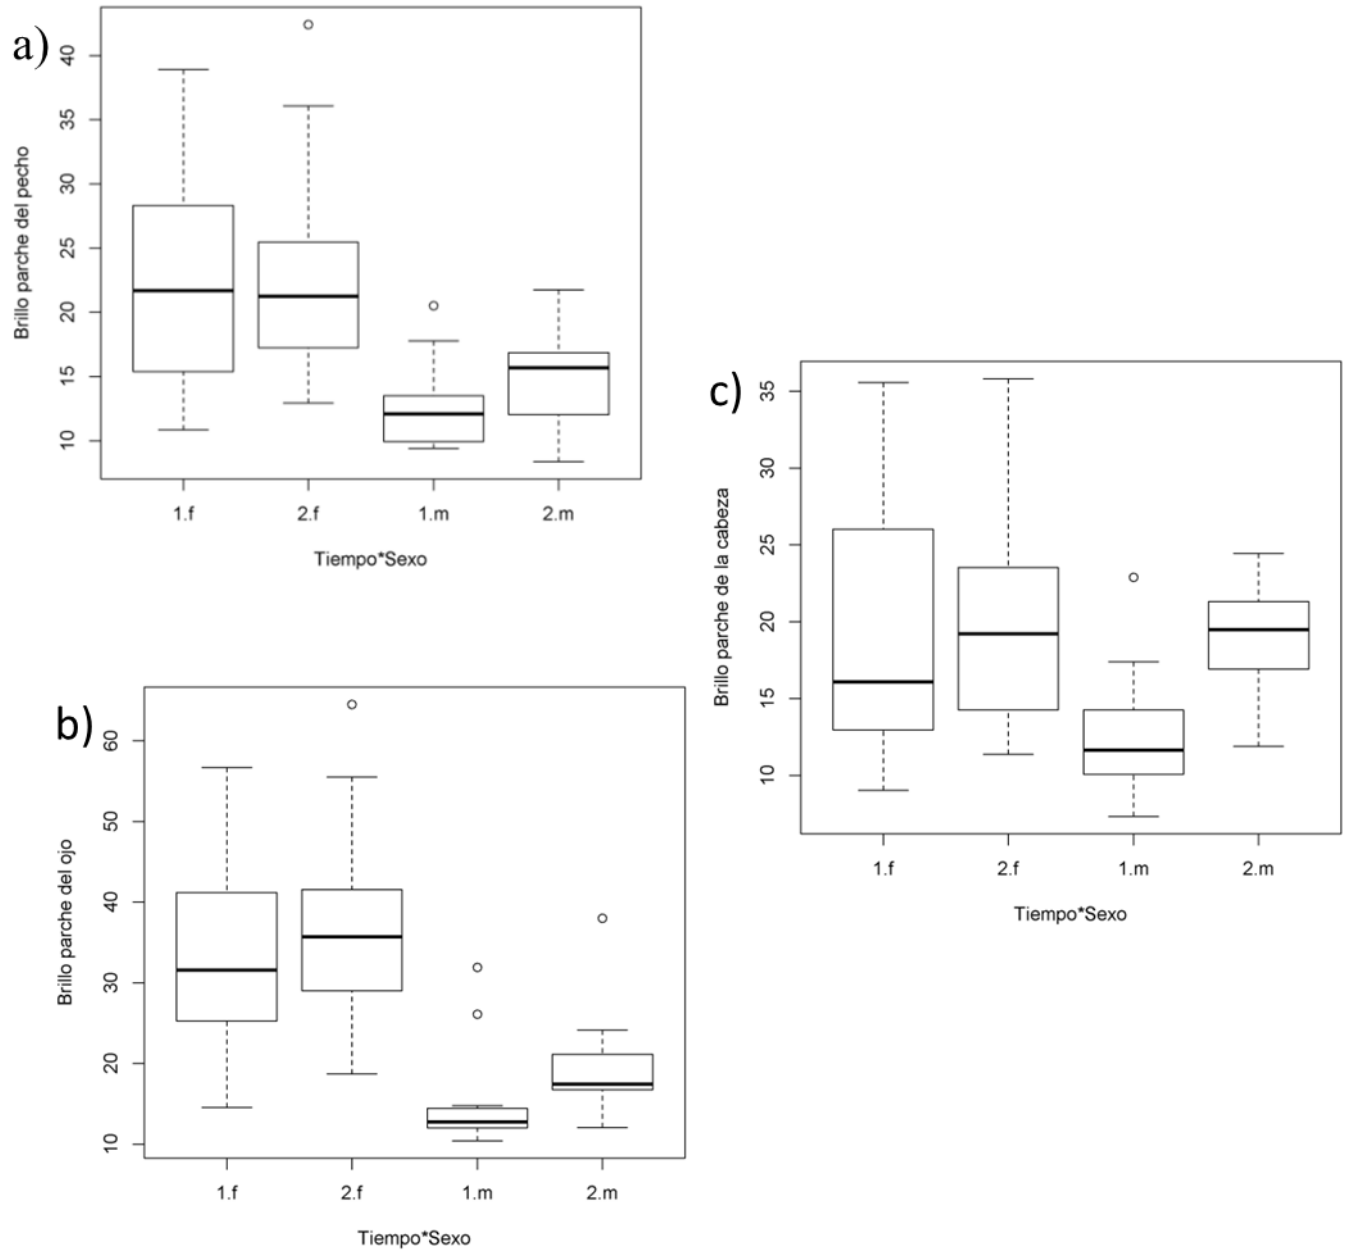 a)
Brillo parche del pecho
40
35
30
25
20
15
10
1.f 2.f 1.m 2.m
Tiempo*Sexo
b)
Brillo parche del ojo
60
50
40
30
20
10
1.f 2.f 1.m 2.m
Tiempo*Sexo
c)
Brillo parche de la cabeza
35
30
25
20
15
10
1.f 2.f 1.m 2.m
Tiempo*Sexo